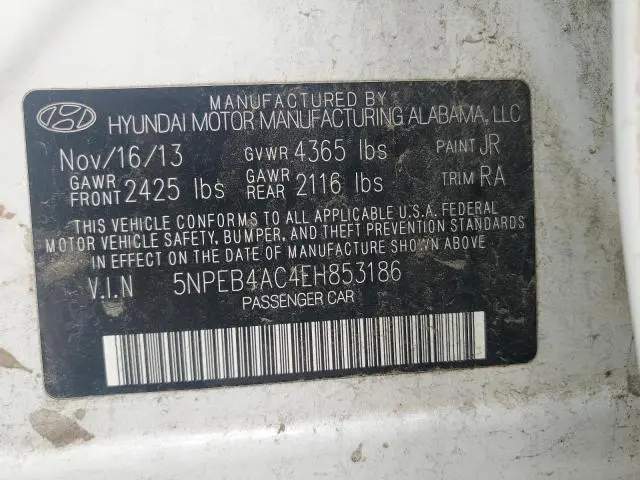 MANUFACTURED BY
HYUNDAI MOTOR MANUFACTURING ALABAMA, LLC
Nov/16/13 GVWR 4365 lbs PAINT JR
GAWR FRONT 2425 lbs GAWR REAR 2116 lbs TRIM RA
THIS VEHICLE CONFORMS TO ALL APPLICABLE U.S.A. FEDERAL
MOTOR VEHICLE SAFETY, BUMPER, AND THEFT PREVENTION STANDARDS
IN EFFECT ON THE DATE OF MANUFACTURE SHOWN ABOVE.
V.I.N 5NPEB4AC4EH853186
PASSENGER CAR